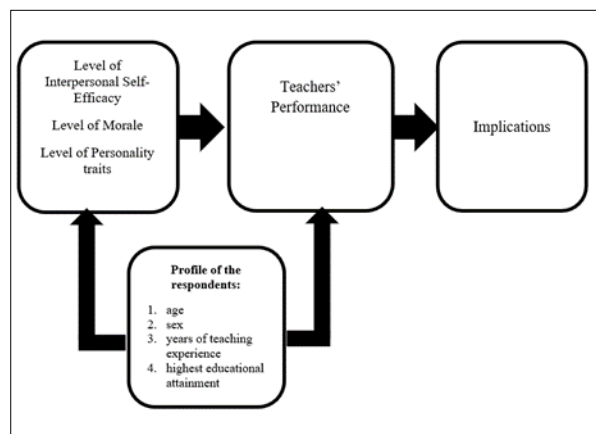 Level of
Interpersonal Self-
Efficacy
Level of Morale
Level of Personality
traits
Teachers'
Performance
Implications
Profile of the
respondents:
1. age
2. sex
3. years of teaching
experience
4. highest educational
attainment